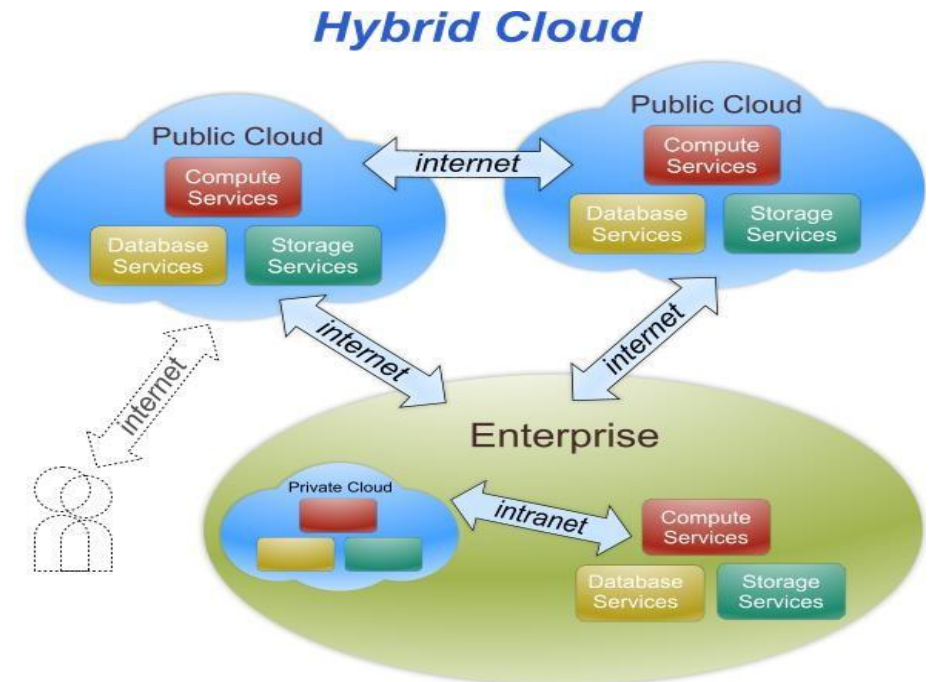 Hybrid Cloud
Public Cloud
Compute
Services
Database
Services
Storage
Services
internet
Public Cloud
Compute
Services
Database
Services
Storage
Services
internet
internet
internet
Enterprise
Private Cloud
intranet
Compute
Services
Database
Services
Storage
Services